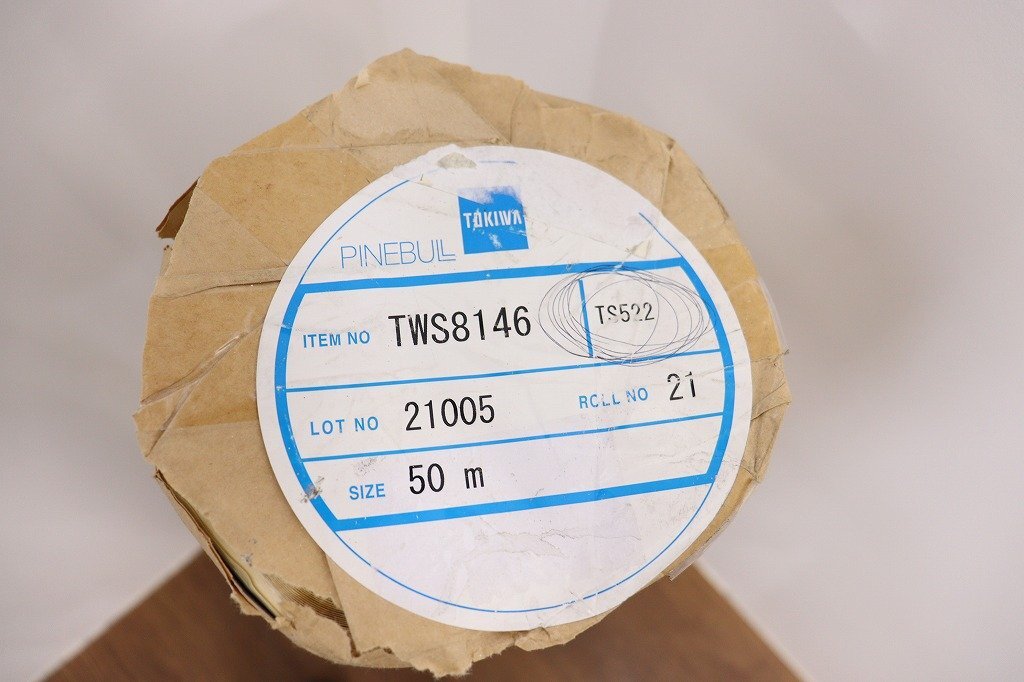 TOKIWA
PINEBULL
ITEM NO TWS8146 TS522
LOT NO 21005 ROLL NO 21
SIZE 50 m